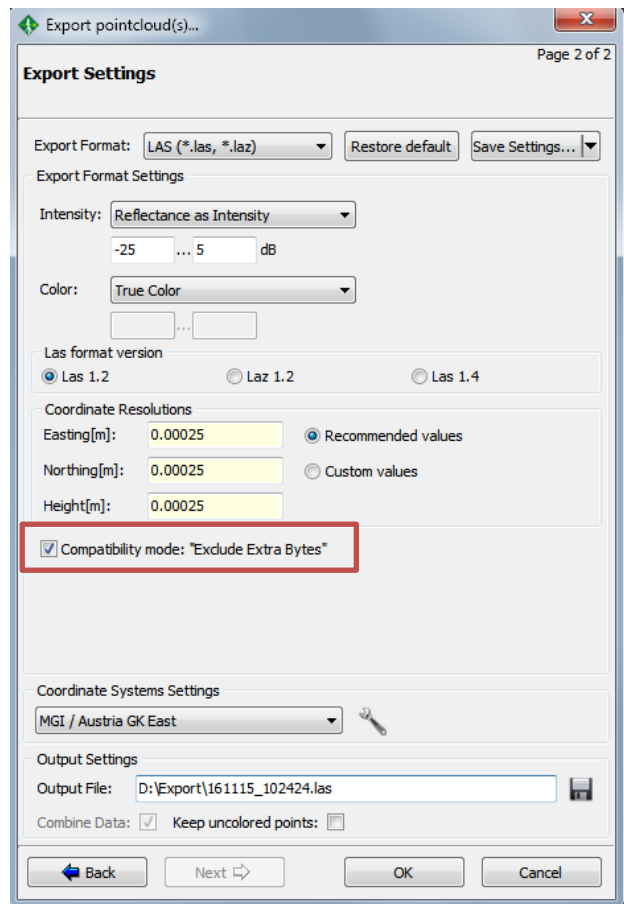 Export pointcloud(s)...
Page 2 of 2
Export Settings
Export Format: LAS (*.las, *.laz) Restore default Save Settings...
Export Format Settings
Intensity: Reflectance as Intensity
-25 ... 5 dB
Color: True Color
...
Las format version
Las 1.2 Laz 1.2 Las 1.4
Coordinate Resolutions
Easting[m]: 0.00025 Recommended values
Northing[m]: 0.00025 Custom values
Height[m]: 0.00025
Compatibility mode: "Exclude Extra Bytes"
Coordinate Systems Settings
MGI / Austria GK East
Output Settings
Output File: D:\Export\161115_102424.las
Combine Data: Keep uncolored points:
Back Next OK Cancel